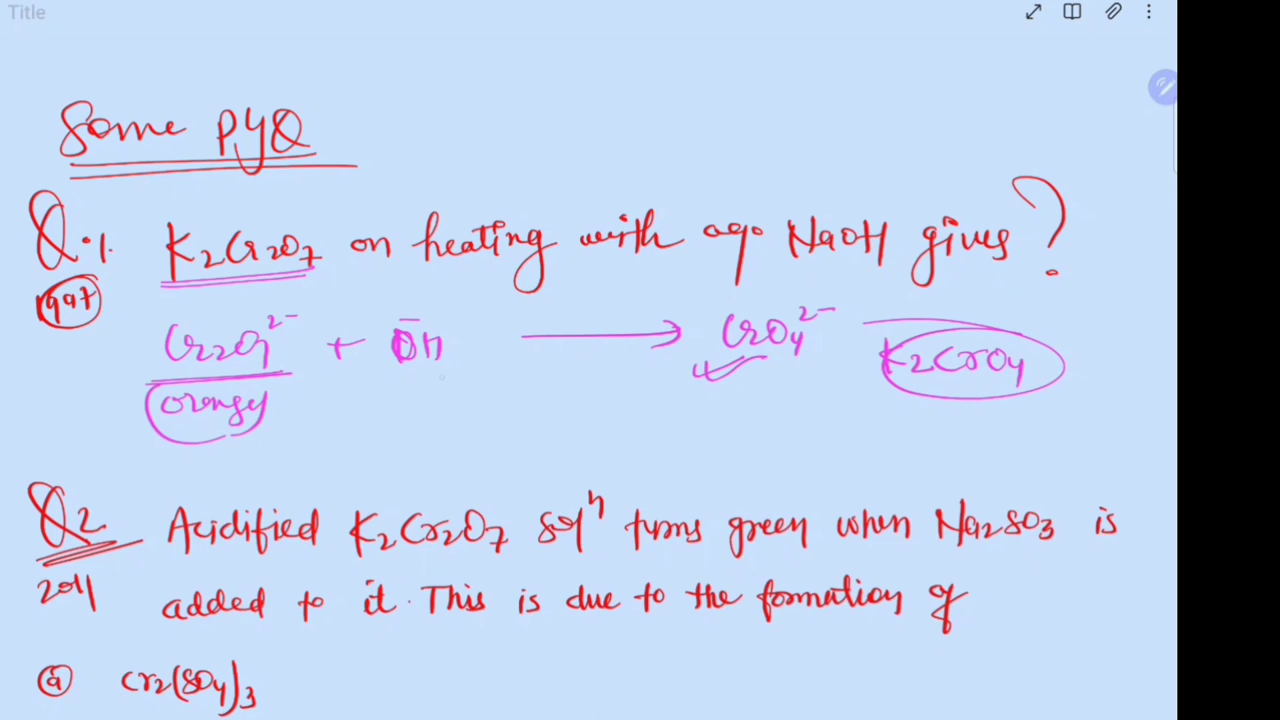 Title
Some PYQ
Q.1. K2Cr2O7 on heating with aq. NaOH gives?
1997
Cr2O7^2- + OH → CrO4^2- K2CrO4
orange
Q2 Acidified K2Cr2O7 sol^n turns green when Na2SO3 is
2011 added to it. This is due to the formation of
(a) Cr2(SO4)3